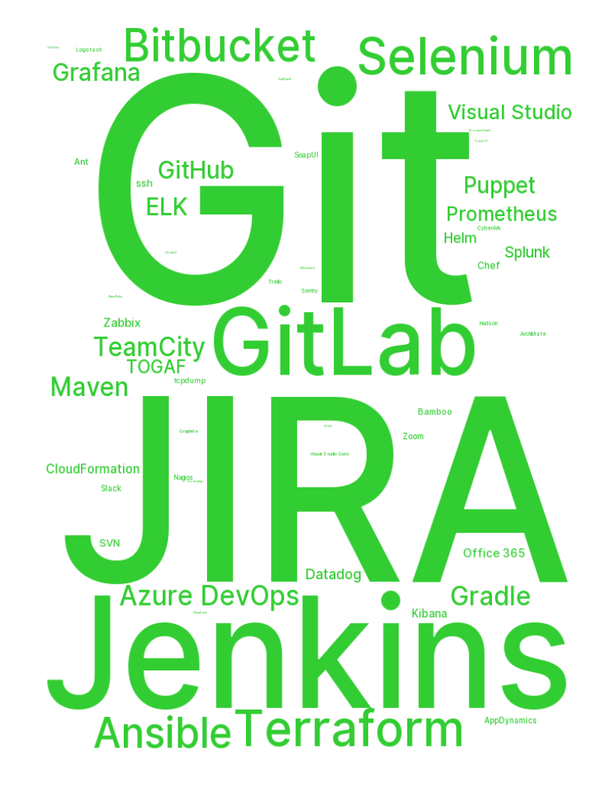 Bitbucket
Selenium
Logstash
Grafana
Git
Visual Studio
Ant
SoapUI
GitHub
ssh
ELK
Puppet
Prometheus
CyberArk
Helm
Splunk
Chef
Trello
Sentry
Zabbix
GitLab
Hudson
ArchiMate
TeamCity
TOGAF
tcpdump
Maven
JIRA
Bamboo
Graphite
Zoom
Visual Studio Code
CloudFormation
Nagios
Slack
SVN
Office 365
Datadog
Azure DevOps
Gradle
Jenkins
Kibana
Ansible
Terraform
AppDynamics